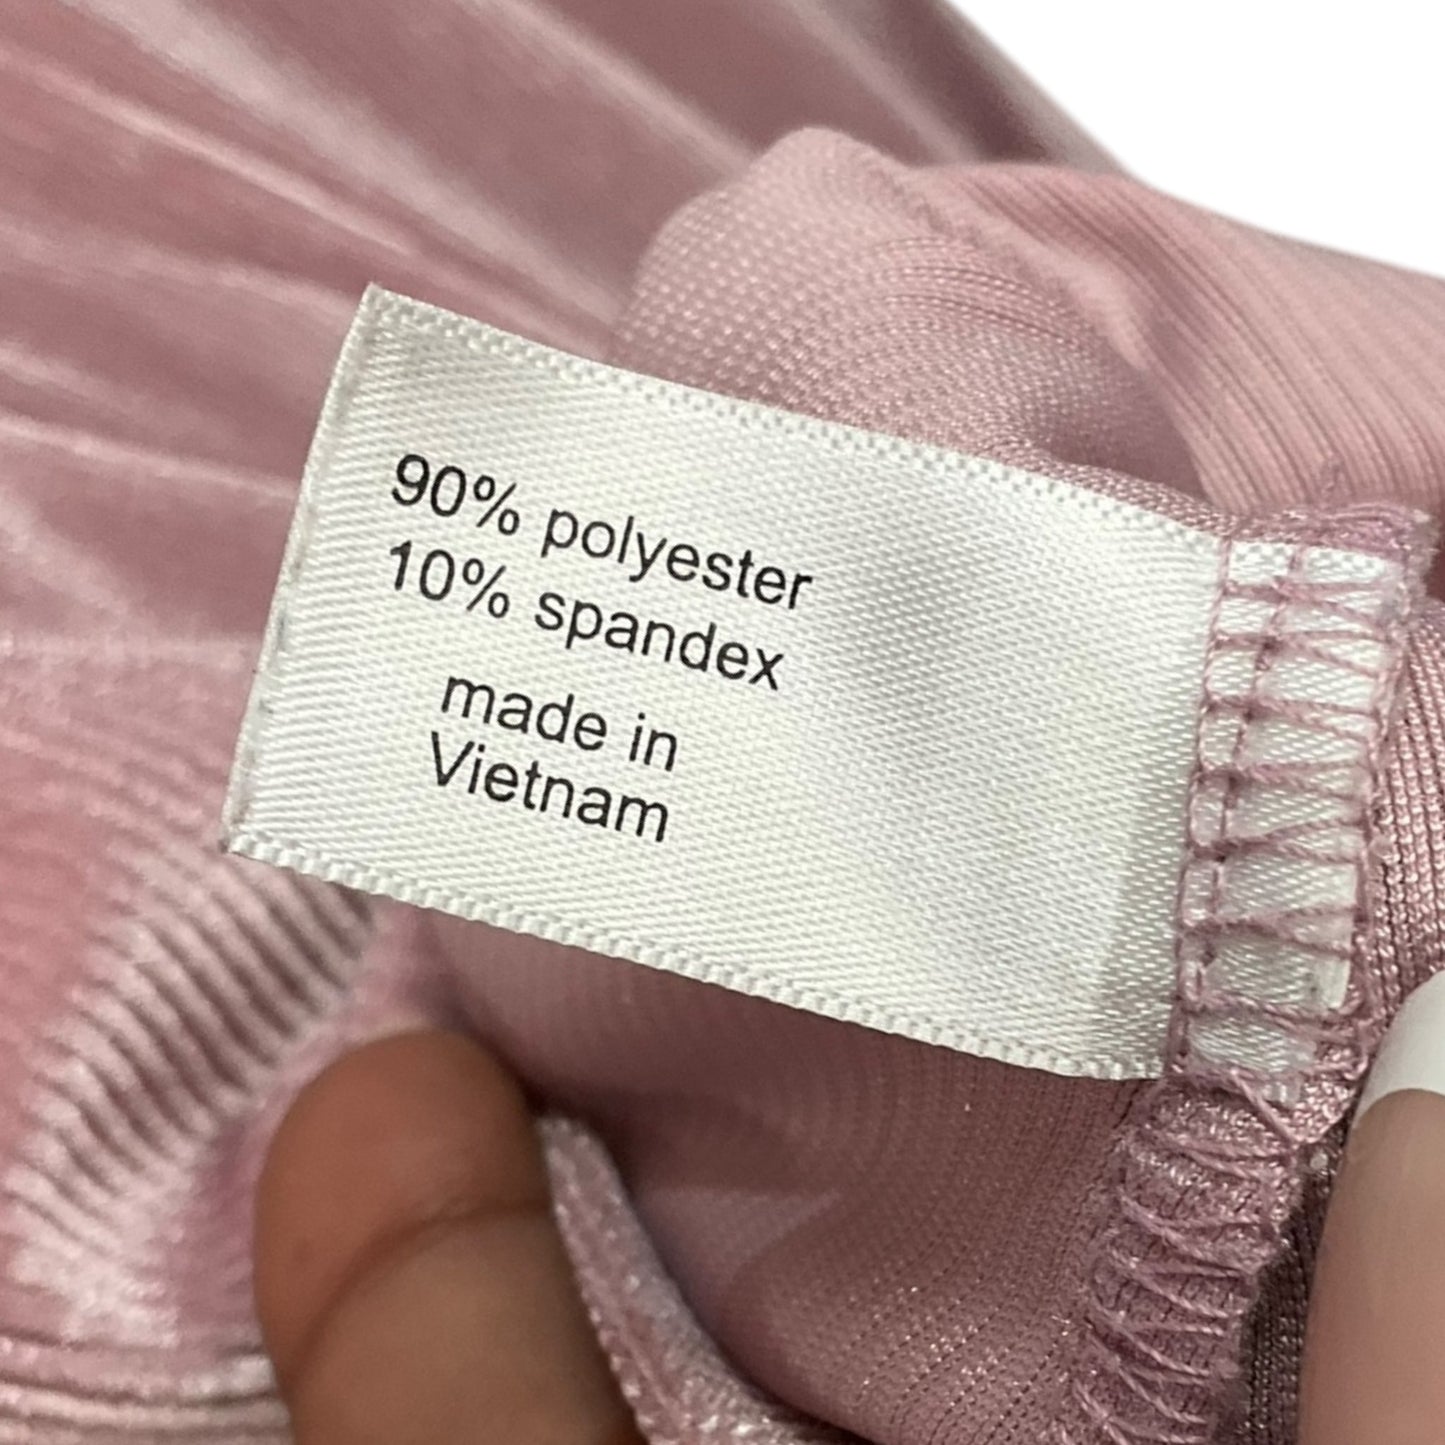 90% polyester
10% spandex
made in
Vietnam